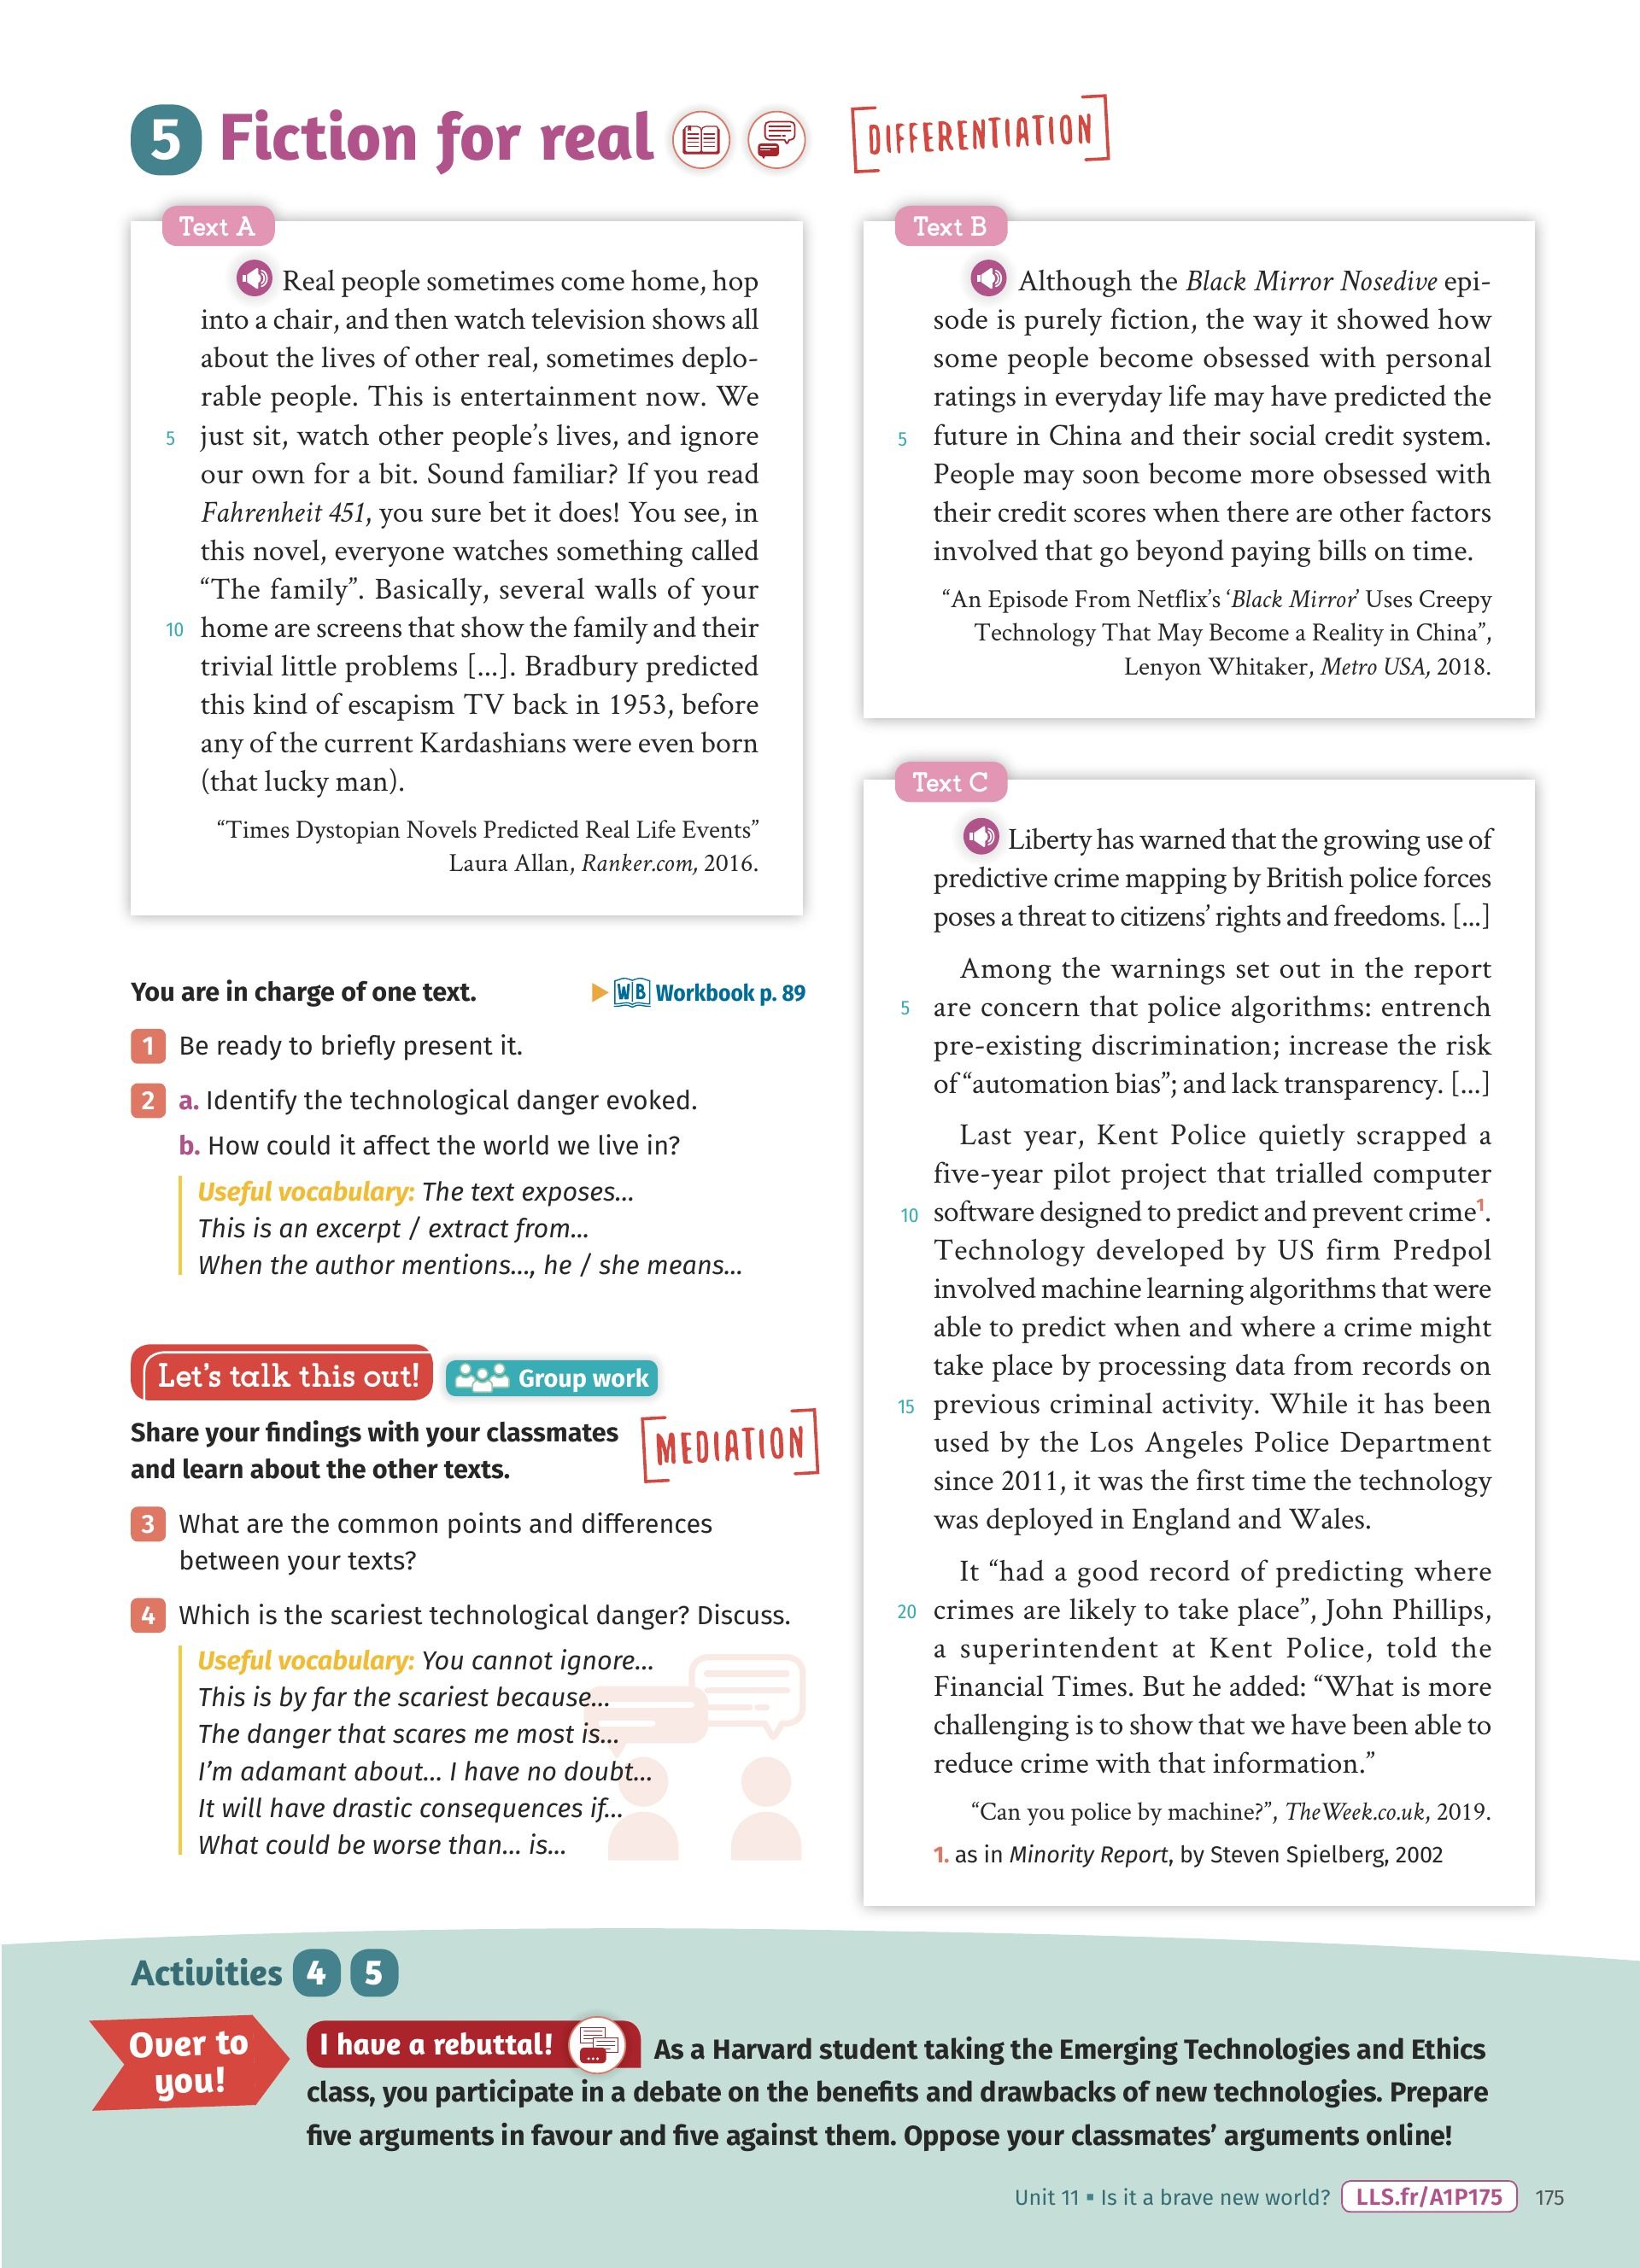 5 Fiction for real
DIFFERENTIATION
Text A
Real people sometimes come home, hop
into a chair, and then watch television shows all
about the lives of other real, sometimes deplo-
rable people. This is entertainment now. We
5 just sit, watch other people’s lives, and ignore
our own for a bit. Sound familiar? If you read
Fahrenheit 451, you sure bet it does! You see, in
this novel, everyone watches something called
“The family”. Basically, several walls of your
10 home are screens that show the family and their
trivial little problems [...]. Bradbury predicted
this kind of escapism TV back in 1953, before
any of the current Kardashians were even born
(that lucky man).
“Times Dystopian Novels Predicted Real Life Events”
Laura Allan, Ranker.com, 2016.
You are in charge of one text.
WB Workbook p. 89
1 Be ready to briefly present it.
2 a. Identify the technological danger evoked.
b. How could it affect the world we live in?
Useful vocabulary: The text exposes...
This is an excerpt / extract from...
When the author mentions..., he / she means...
Let’s talk this out!
Group work
Share your findings with your classmates
and learn about the other texts.
MEDIATION
3 What are the common points and differences
between your texts?
4 Which is the scariest technological danger? Discuss.
Useful vocabulary: You cannot ignore...
This is by far the scariest because...
The danger that scares me most is...
I’m adamant about... I have no doubt...
It will have drastic consequences if...
What could be worse than... is...
Text B
Although the Black Mirror Nosedive epi-
sode is purely fiction, the way it showed how
some people become obsessed with personal
ratings in everyday life may have predicted the
5 future in China and their social credit system.
People may soon become more obsessed with
their credit scores when there are other factors
involved that go beyond paying bills on time.
“An Episode From Netflix’s ‘Black Mirror’ Uses Creepy
Technology That May Become a Reality in China”,
Lenyon Whitaker, Metro USA, 2018.
Text C
Liberty has warned that the growing use of
predictive crime mapping by British police forces
poses a threat to citizens’ rights and freedoms. [...]
Among the warnings set out in the report
5 are concern that police algorithms: entrench
pre-existing discrimination; increase the risk
of “automation bias”; and lack transparency. [...]
Last year, Kent Police quietly scrapped a
five-year pilot project that trialled computer
10 software designed to predict and prevent crime¹.
Technology developed by US firm Predpol
involved machine learning algorithms that were
able to predict when and where a crime might
take place by processing data from records on
15 previous criminal activity. While it has been
used by the Los Angeles Police Department
since 2011, it was the first time the technology
was deployed in England and Wales.
It “had a good record of predicting where
20 crimes are likely to take place”, John Phillips,
a superintendent at Kent Police, told the
Financial Times. But he added: “What is more
challenging is to show that we have been able to
reduce crime with that information.”
“Can you police by machine?”, TheWeek.co.uk, 2019.
1. as in Minority Report, by Steven Spielberg, 2002
Activities 4 5
Over to
you!
I have a rebuttal! As a Harvard student taking the Emerging Technologies and Ethics
class, you participate in a debate on the benefits and drawbacks of new technologies. Prepare
five arguments in favour and five against them. Oppose your classmates’ arguments online!
Unit 11 ▪ Is it a brave new world? LLS.fr/A1P175 175